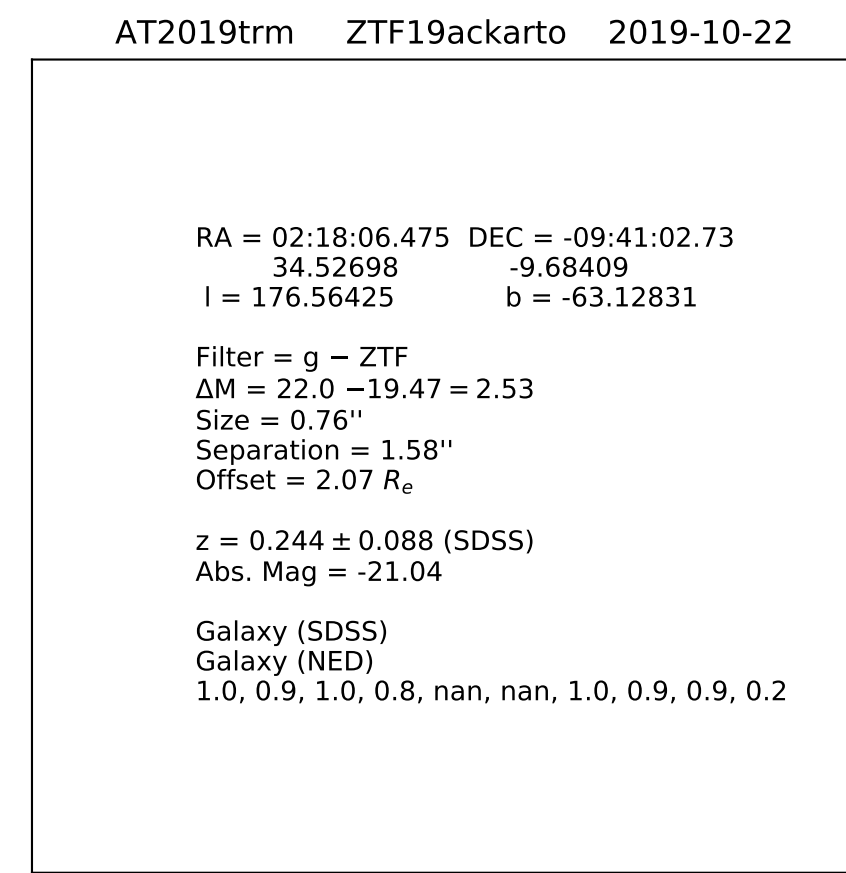 AT2019trm ZTF19ackarto 2019-10-22
RA = 02:18:06.475 DEC = -09:41:02.73
34.52698 -9.68409
l = 176.56425 b = -63.12831
Filter = g − ZTF
ΔM = 22.0 −19.47 = 2.53
Size = 0.76''
Separation = 1.58''
Offset = 2.07 Re
z = 0.244 ± 0.088 (SDSS)
Abs. Mag = -21.04
Galaxy (SDSS)
Galaxy (NED)
1.0, 0.9, 1.0, 0.8, nan, nan, 1.0, 0.9, 0.9, 0.2